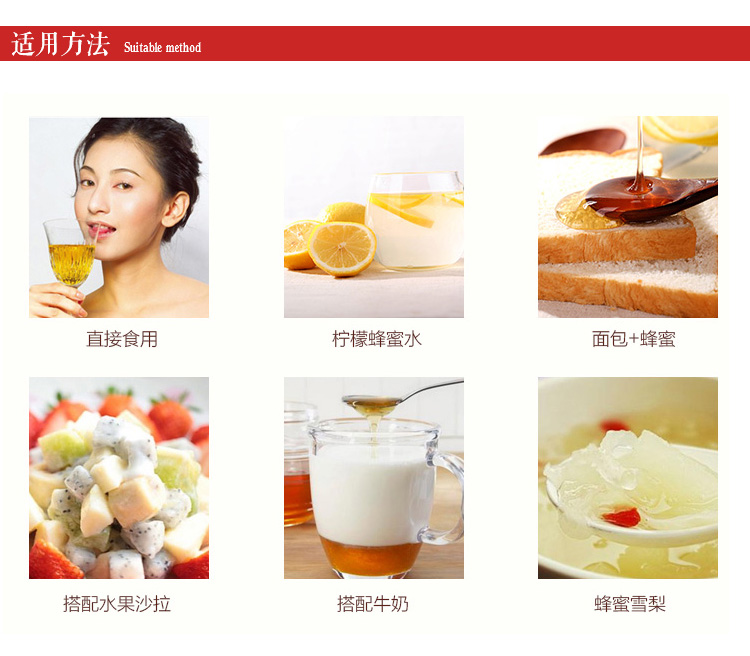 适用方法 Suitable method
直接食用
柠檬蜂蜜水
面包+蜂蜜
搭配水果沙拉
搭配牛奶
蜂蜜雪梨